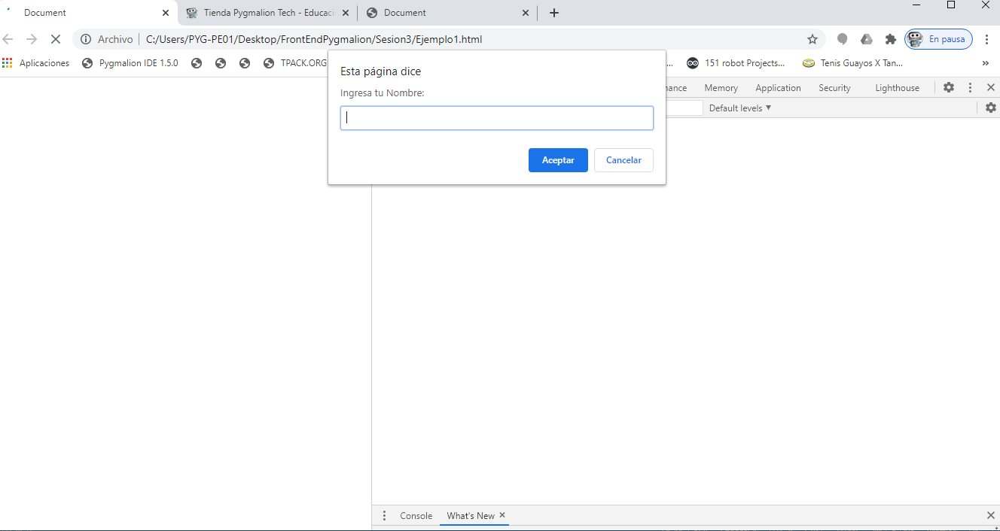 Document
Tienda Pygmalion Tech - Educaci
Document
Archivo
C:/Users/PYG-PE01/Desktop/FrontEndPygmalion/Sesion3/Ejemplo1.html
En pausa
Aplicaciones
Pygmalion IDE 1.5.0
TPACK.ORG
...
151 robot Projects...
Tenis Guayos X Tan...
»
Esta página dice
Ingresa tu Nombre:
Aceptar
Cancelar
mance Memory Application Security Lighthouse
Default levels ▼
Console
What's New